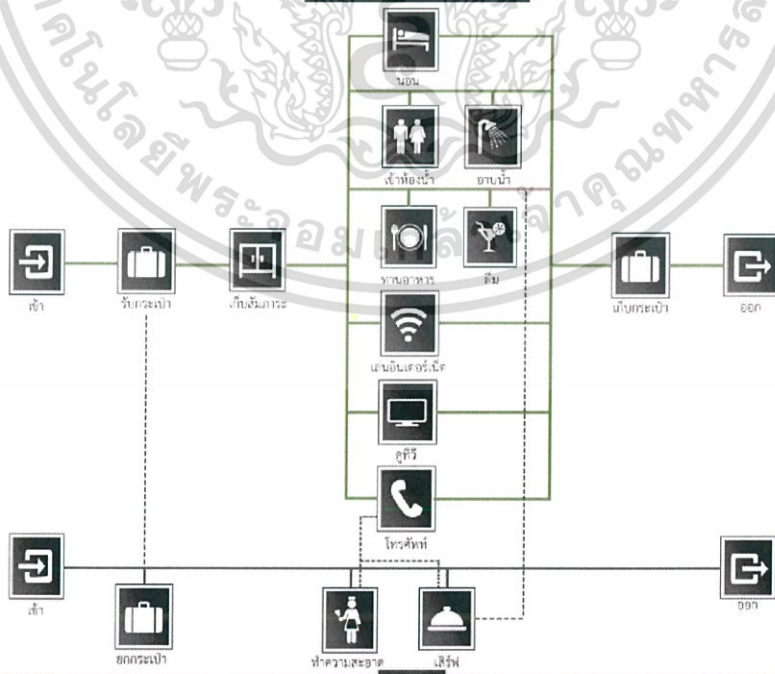 นอน
เข้าห้องน้ำ
อาบน้ำ
ทานอาหาร
ดื่ม
เข้า
รับกระเป๋า
เก็บสัมภาระ
เก็บกระเป๋า
ออก
เล่นอินเตอร์เน็ต
ดูทีวี
โทรศัพท์
เข้า
ยกกระเป๋า
ทำความสะอาด
เสิร์ฟ
ออก